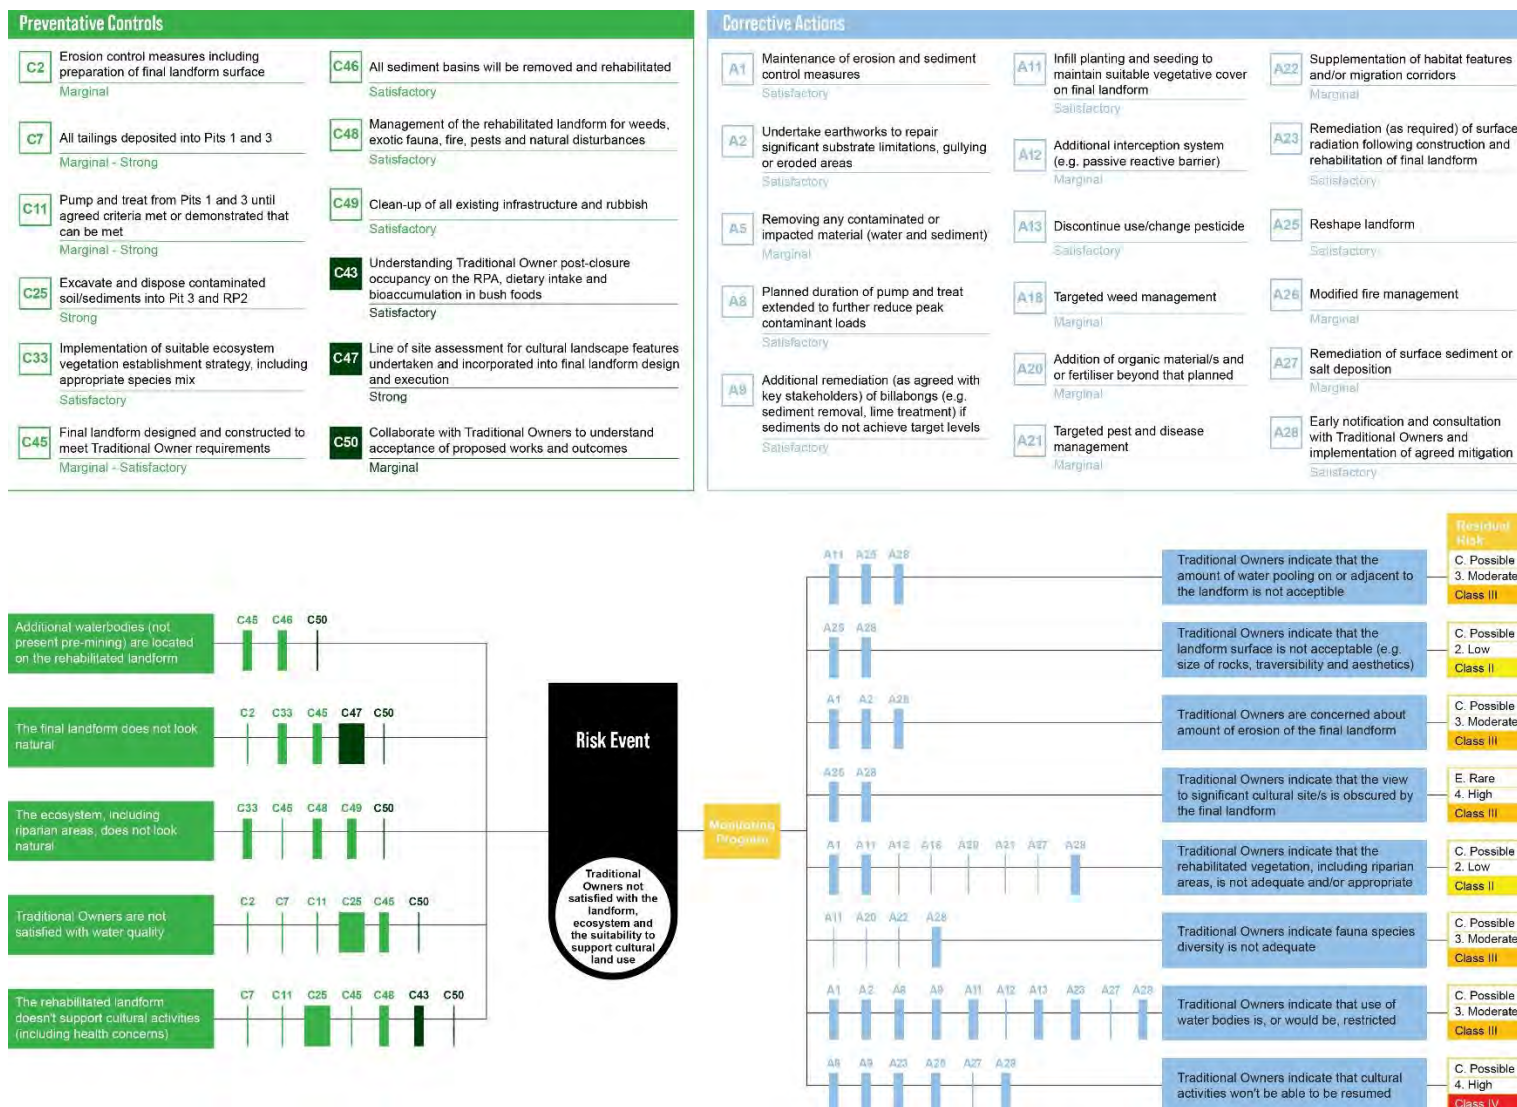 Preventative Controls
C2
Erosion control measures including
preparation of final landform surface
Marginal
C7
All tailings deposited into Pits 1 and 3
Marginal - Strong
C11
Pump and treat from Pits 1 and 3 until
agreed criteria met or demonstrated that
can be met
Marginal - Strong
C25
Excavate and dispose contaminated
soil/sediments into Pit 3 and RP2
Strong
C33
Implementation of suitable ecosystem
vegetation establishment strategy, including
appropriate species mix
Satisfactory
C45
Final landform designed and constructed to
meet Traditional Owner requirements
Marginal - Satisfactory
C46
All sediment basins will be removed and rehabilitated
Satisfactory
C48
Management of the rehabilitated landform for weeds,
exotic fauna, fire, pests and natural disturbances
Satisfactory
C49
Clean-up of all existing infrastructure and rubbish
Satisfactory
C43
Understanding Traditional Owner post-closure
occupancy on the RPA, dietary intake and
bioaccumulation in bush foods
Satisfactory
C47
Line of site assessment for cultural landscape features
undertaken and incorporated into final landform design
and execution
Strong
C50
Collaborate with Traditional Owners to understand
acceptance of proposed works and outcomes
Marginal
Corrective Actions
A1
Maintenance of erosion and sediment
control measures
Satisfactory
A2
Undertake earthworks to repair
significant substrate limitations, gullying
or eroded areas
Satisfactory
A5
Removing any contaminated or
impacted material (water and sediment)
Marginal
A8
Planned duration of pump and treat
extended to further reduce peak
contaminant loads
Satisfactory
A9
Additional remediation (as agreed with
key stakeholders) of billabongs (e.g.
sediment removal, lime treatment) if
sediments do not achieve target levels
Satisfactory
A11
Infill planting and seeding to
maintain suitable vegetative cover
on final landform
Satisfactory
A12
Additional interception system
(e.g. passive reactive barrier)
Marginal
A13
Discontinue use/change pesticide
Satisfactory
A18
Targeted weed management
Marginal
A20
Addition of organic material/s and
or fertiliser beyond that planned
Marginal
A21
Targeted pest and disease
management
Marginal
A22
Supplementation of habitat features
and/or migration corridors
Marginal
A23
Remediation (as required) of surface
radiation following construction and
rehabilitation of final landform
Satisfactory
A25
Reshape landform
Satisfactory
A26
Modified fire management
Marginal
A27
Remediation of surface sediment or
salt deposition
Marginal
A28
Early notification and consultation
with Traditional Owners and
implementation of agreed mitigation
Satisfactory
Additional waterbodies (not
present pre-mining) are located
on the rehabilitated landform
C45 C46 C50
The final landform does not look
natural
C2 C33 C45 C47 C50
The ecosystem, including
riparian areas, does not look
natural
C33 C45 C48 C49 C50
Traditional Owners are not
satisfied with water quality
C2 C7 C11 C25 C45 C50
The rehabilitated landform
doesn't support cultural activities
(including health concerns)
C7 C11 C25 C45 C48 C43 C50
Risk Event
Traditional
Owners not
satisfied with the
landform,
ecosystem and
the suitability to
support cultural
land use
Monitoring
Program
Residual
Risk
A11 A25 A28
Traditional Owners indicate that the
amount of water pooling on or adjacent to
the landform is not acceptible
C. Possible
3. Moderate
Class III
A25 A28
Traditional Owners indicate that the
landform surface is not acceptable (e.g.
size of rocks, traversibility and aesthetics)
C. Possible
2. Low
Class II
A1 A2 A28
Traditional Owners are concerned about
amount of erosion of the final landform
C. Possible
3. Moderate
Class III
A28
Traditional Owners indicate that the view
to significant cultural site/s is obscured by
the final landform
E. Rare
4. High
Class III
A1 A11 A12 A20 A21 A27 A28
Traditional Owners indicate that the
rehabilitated vegetation, including riparian
areas, is not adequate and/or appropriate
C. Possible
2. Low
Class II
A11 A20 A22 A28
Traditional Owners indicate fauna species
diversity is not adequate
C. Possible
3. Moderate
Class III
A1 A2 A8 A9 A11 A12 A13 A23 A27 A28
Traditional Owners indicate that use of
water bodies is, or would be, restricted
C. Possible
3. Moderate
Class III
A8 A9 A23 A27 A28
Traditional Owners indicate that cultural
activities won't be able to be resumed
C. Possible
4. High
Class IV